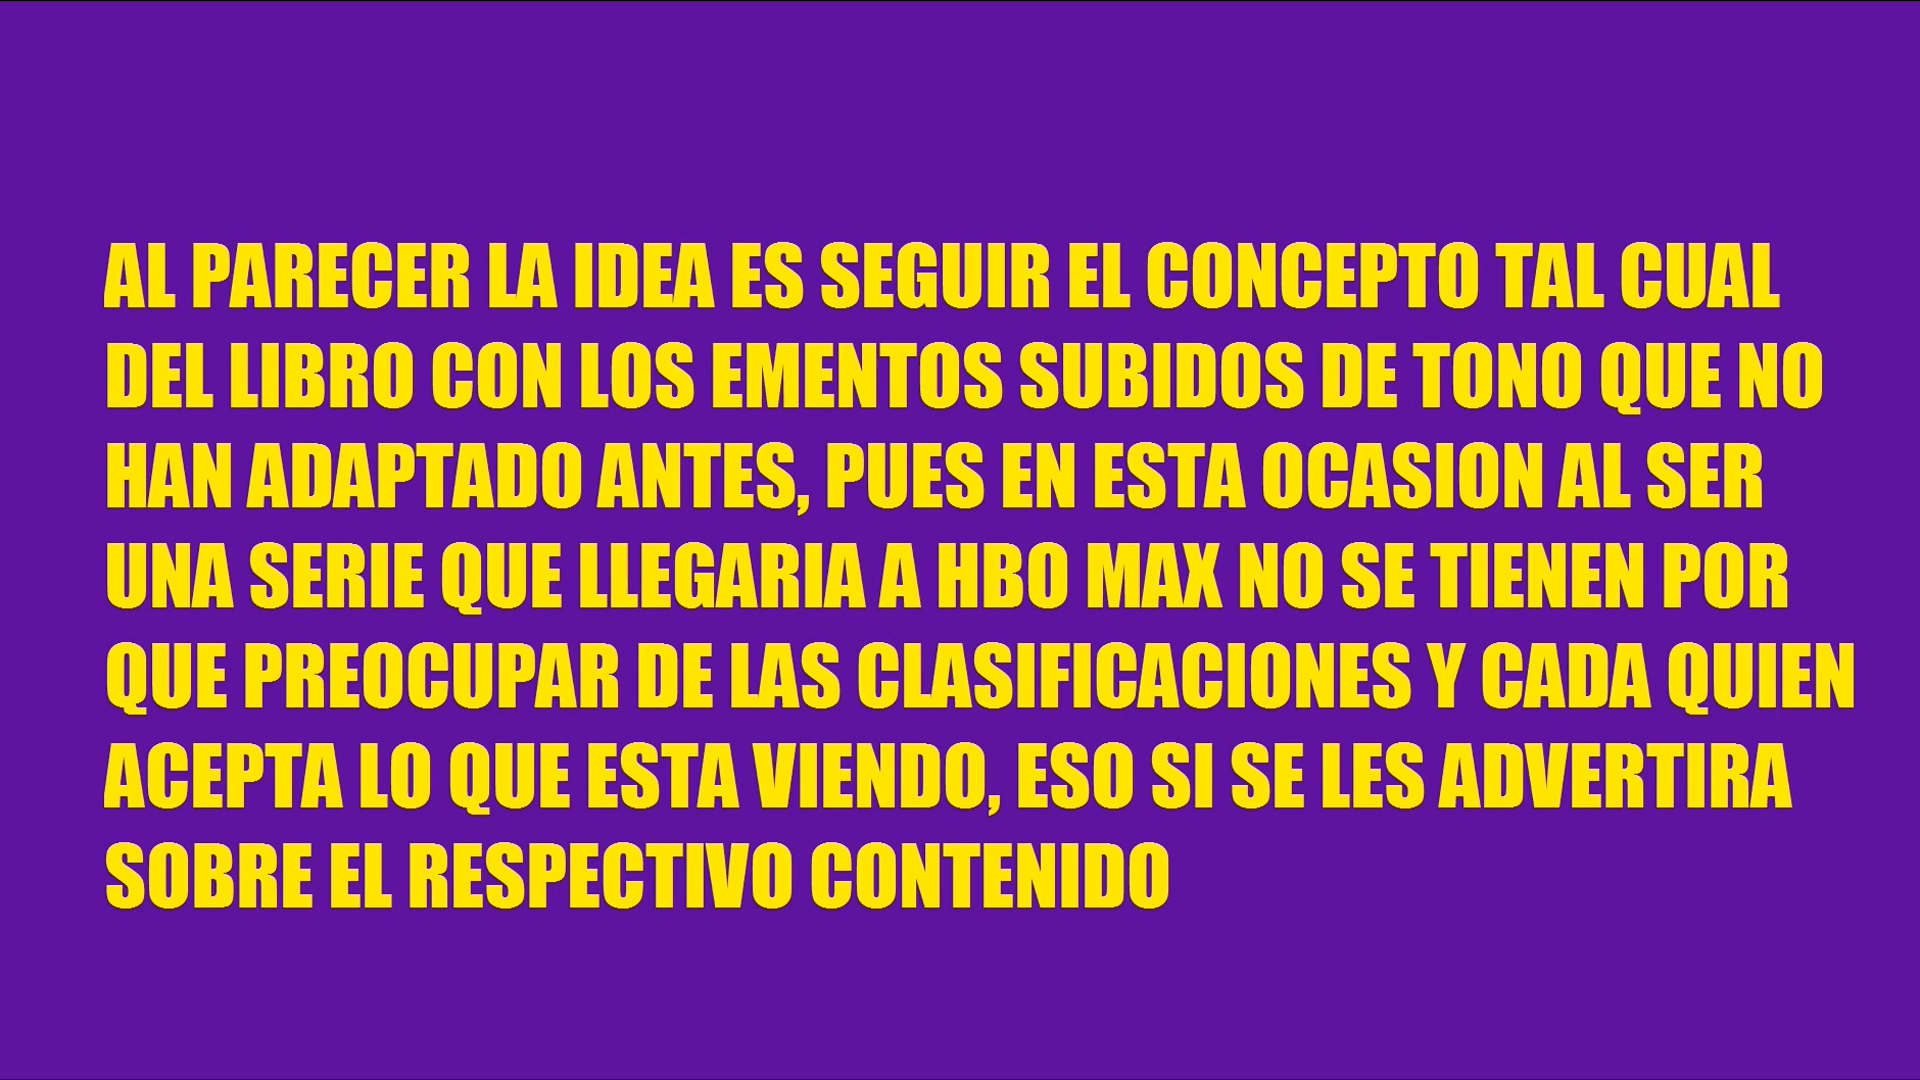 AL PARECER LA IDEA ES SEGUIR EL CONCEPTO TAL CUAL
DEL LIBRO CON LOS EMENTOS SUBIDOS DE TONO QUE NO
HAN ADAPTADO ANTES, PUES EN ESTA OCASION AL SER
UNA SERIE QUE LLEGARIA A HBO MAX NO SE TIENEN POR
QUE PREOCUPAR DE LAS CLASIFICACIONES Y CADA QUIEN
ACEPTA LO QUE ESTA VIENDO, ESO SI SE LES ADVERTIRA
SOBRE EL RESPECTIVO CONTENIDO